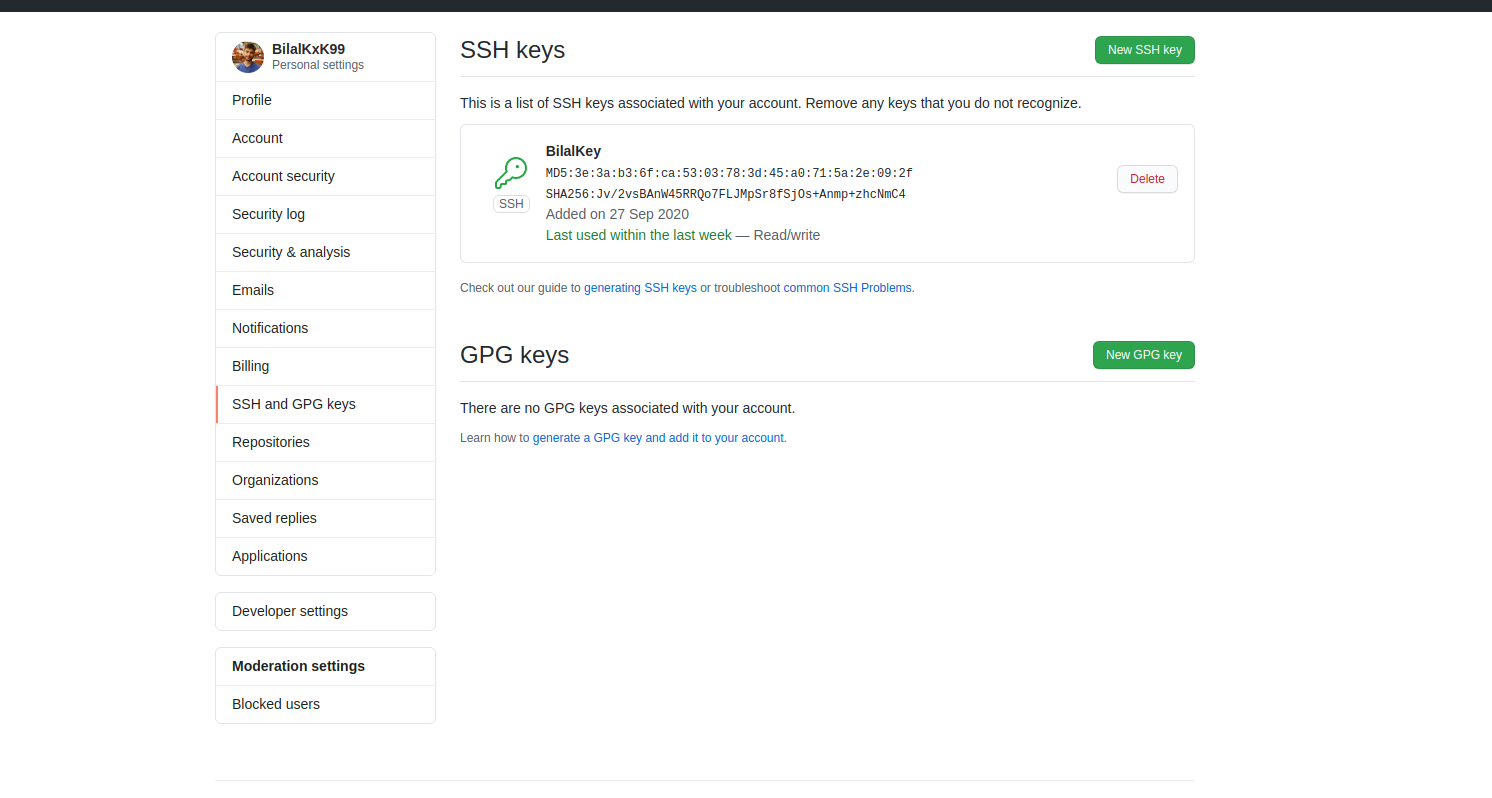 BilalKxK99
Personal settings
Profile
Account
Account security
Security log
Security & analysis
Emails
Notifications
Billing
SSH and GPG keys
Repositories
Organizations
Saved replies
Applications
Developer settings
Moderation settings
Blocked users
SSH keys
New SSH key
This is a list of SSH keys associated with your account. Remove any keys that you do not recognize.
SSH
BilalKey
MD5:3e:3a:b3:6f:ca:53:03:78:3d:45:a0:71:5a:2e:09:2f
SHA256:Jv/2vsBAnW45RRQo7FLJMpSr8fSjOs+Anmp+zhcNmC4
Added on 27 Sep 2020
Last used within the last week — Read/write
Delete
Check out our guide to generating SSH keys or troubleshoot common SSH Problems.
GPG keys
New GPG key
There are no GPG keys associated with your account.
Learn how to generate a GPG key and add it to your account.